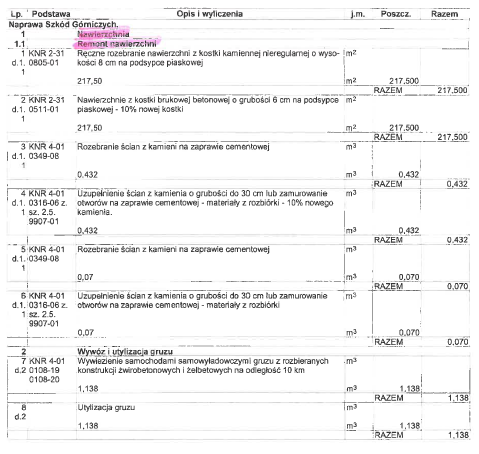 Lp. Podstawa Opis i wyliczenia j.m. Poszcz. Razem
Naprawa Szkód Górniczych.
1 Nawierzchnia
1.1 Remont nawierzchni
1 KNR 2-31 Ręczne rozebranie nawierzchni z kostki kamiennej nieregularnej o wyso- m2
d.1. 0805-01 kości 8 cm na podsypce piaskowej
1
217,50 m2 217.500
RAZEM 217.500
2 KNR 2-31 Nawierzchnie z kostki brukowej betonowej o grubości 6 cm na podsypce m2
d.1. 0511-01 piaskowej - 10% nowej kostki
1
217,50 m2 217.500
RAZEM 217.500
3 KNR 4-01 Rozebranie ścian z kamieni na zaprawie cementowej m3
d.1. 0349-08
1
0,432 m3 0,432
RAZEM 0,432
4 KNR 4-01 Uzupełnienie ścian z kamienia o grubości do 30 cm lub zamurowanie m3
d.1. 0316-06 z. otworów na zaprawie cementowej - materiały z rozbiórki - 10% nowego
1 sz. 2.5. kamienia.
9907-01
0,432 m3 0,432
RAZEM 0,432
5 KNR 4-01 Rozebranie ścian z kamieni na zaprawie cementowej m3
d.1. 0349-08
1
0,07 m3 0,070
RAZEM 0,070
6 KNR 4-01 Uzupełnienie ścian z kamienia o grubości do 30 cm lub zamurowanie m3
d.1. 0316-06 z. otworów na zaprawie cementowej - materiały z rozbiórki
1 sz. 2.5.
9907-01
0,07 m3 0,070
RAZEM 0.070
2 Wywóz i utylizacja gruzu
7 KNR 4-01 Wywiezienie samochodami samowyładowczymi gruzu z rozbieranych m3
d.2 0108-19 konstrukcji żwirobetonowych i żelbetowych na odległość 10 km
0108-20
1,138 m3 1,138
RAZEM 1,138
8 Utylizacja gruzu m3
d.2
1,138 m3 1,138
RAZEM 1,138